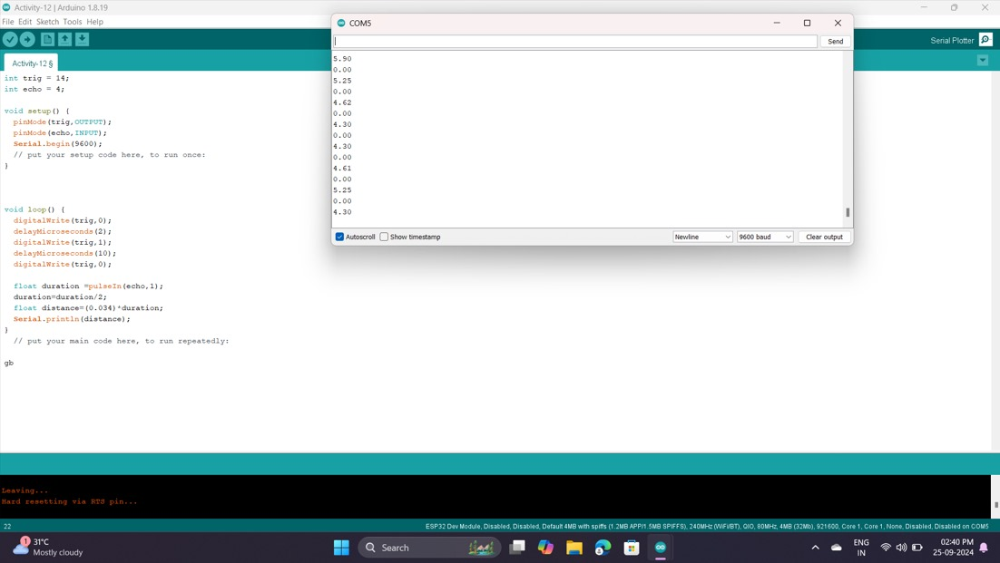 Activity-12 | Arduino 1.8.19
File Edit Sketch Tools Help
Serial Plotter
Activity-12 §
int trig = 14;
int echo = 4;
void setup() {
pinMode(trig,OUTPUT);
pinMode(echo,INPUT);
Serial.begin(9600);
// put your setup code here, to run once:
}
void loop() {
digitalWrite(trig,0);
delayMicroseconds(2);
digitalWrite(trig,1);
delayMicroseconds(10);
digitalWrite(trig,0);
float duration =pulseIn(echo,1);
duration=duration/2;
float distance=(0.034)*duration;
Serial.println(distance);
}
// put your main code here, to run repeatedly:
gb
COM5
Send
5.90
0.00
5.25
0.00
4.62
0.00
4.30
0.00
4.30
0.00
4.61
0.00
5.25
0.00
4.30
Autoscroll Show timestamp Newline 9600 baud Clear output
Leaving...
Hard resetting via RTS pin...
22 ESP32 Dev Module, Disabled, Disabled, Default 4MB with spiffs (1.2MB APP/1.5MB SPIFFS), 240MHz (WiFi/BT), QIO, 80MHz, 4MB (32Mb), 921600, Core 1, Core 1, None, Disabled, Disabled on COM5
1
31°C
Mostly cloudy
Search
ENG
IN
02:40 PM
25-09-2024